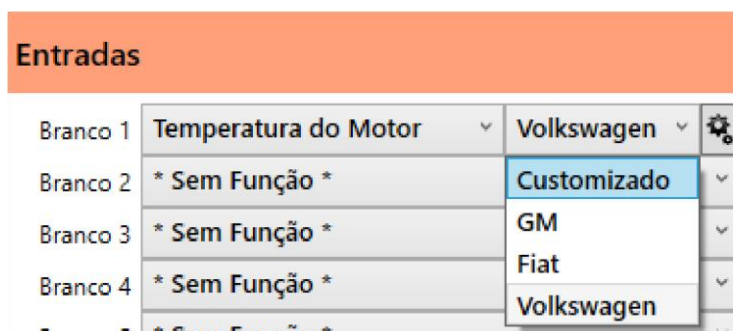 Entradas
Branco 1 Temperatura do Motor Volkswagen
Branco 2 * Sem Função * Customizado
Branco 3 * Sem Função * GM
Fiat
Branco 4 * Sem Função *
Volkswagen